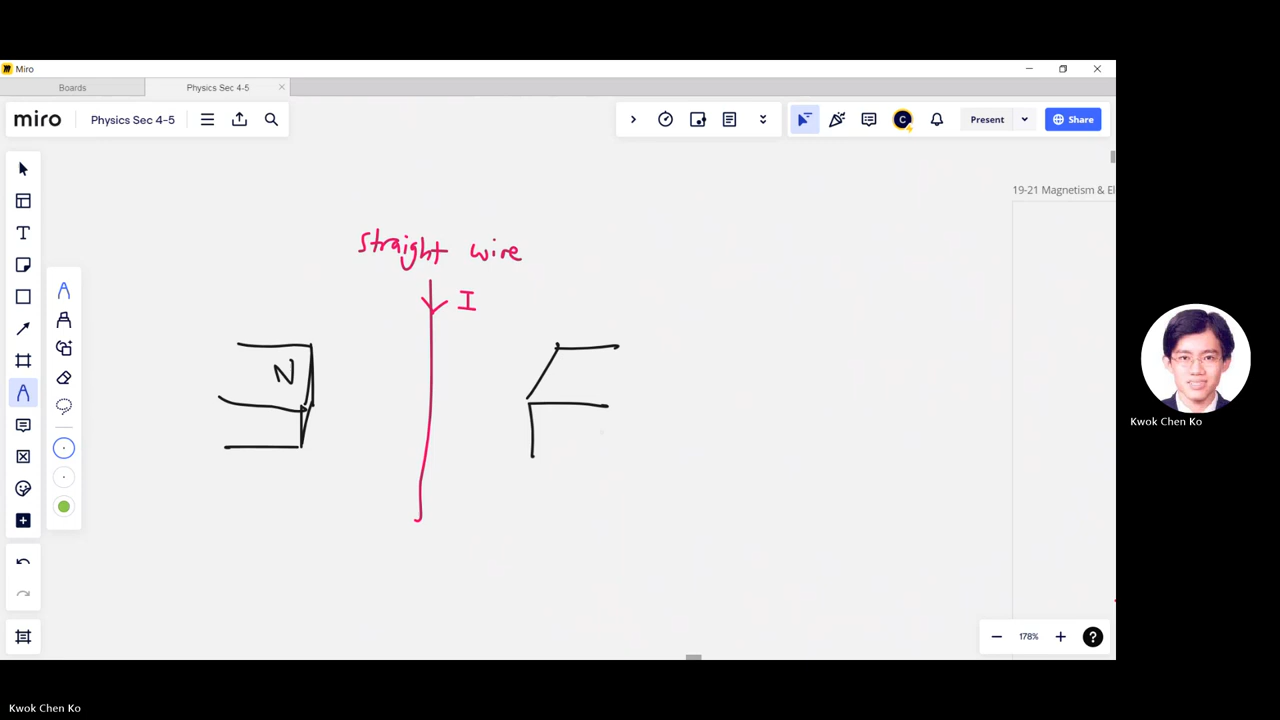 Miro
Boards
Physics Sec 4-5
miro
Physics Sec 4-5
Present
C
Share
19-21 Magnetism & El
straight wire
I
N
Kwok Chen Ko
178%
Kwok Chen Ko